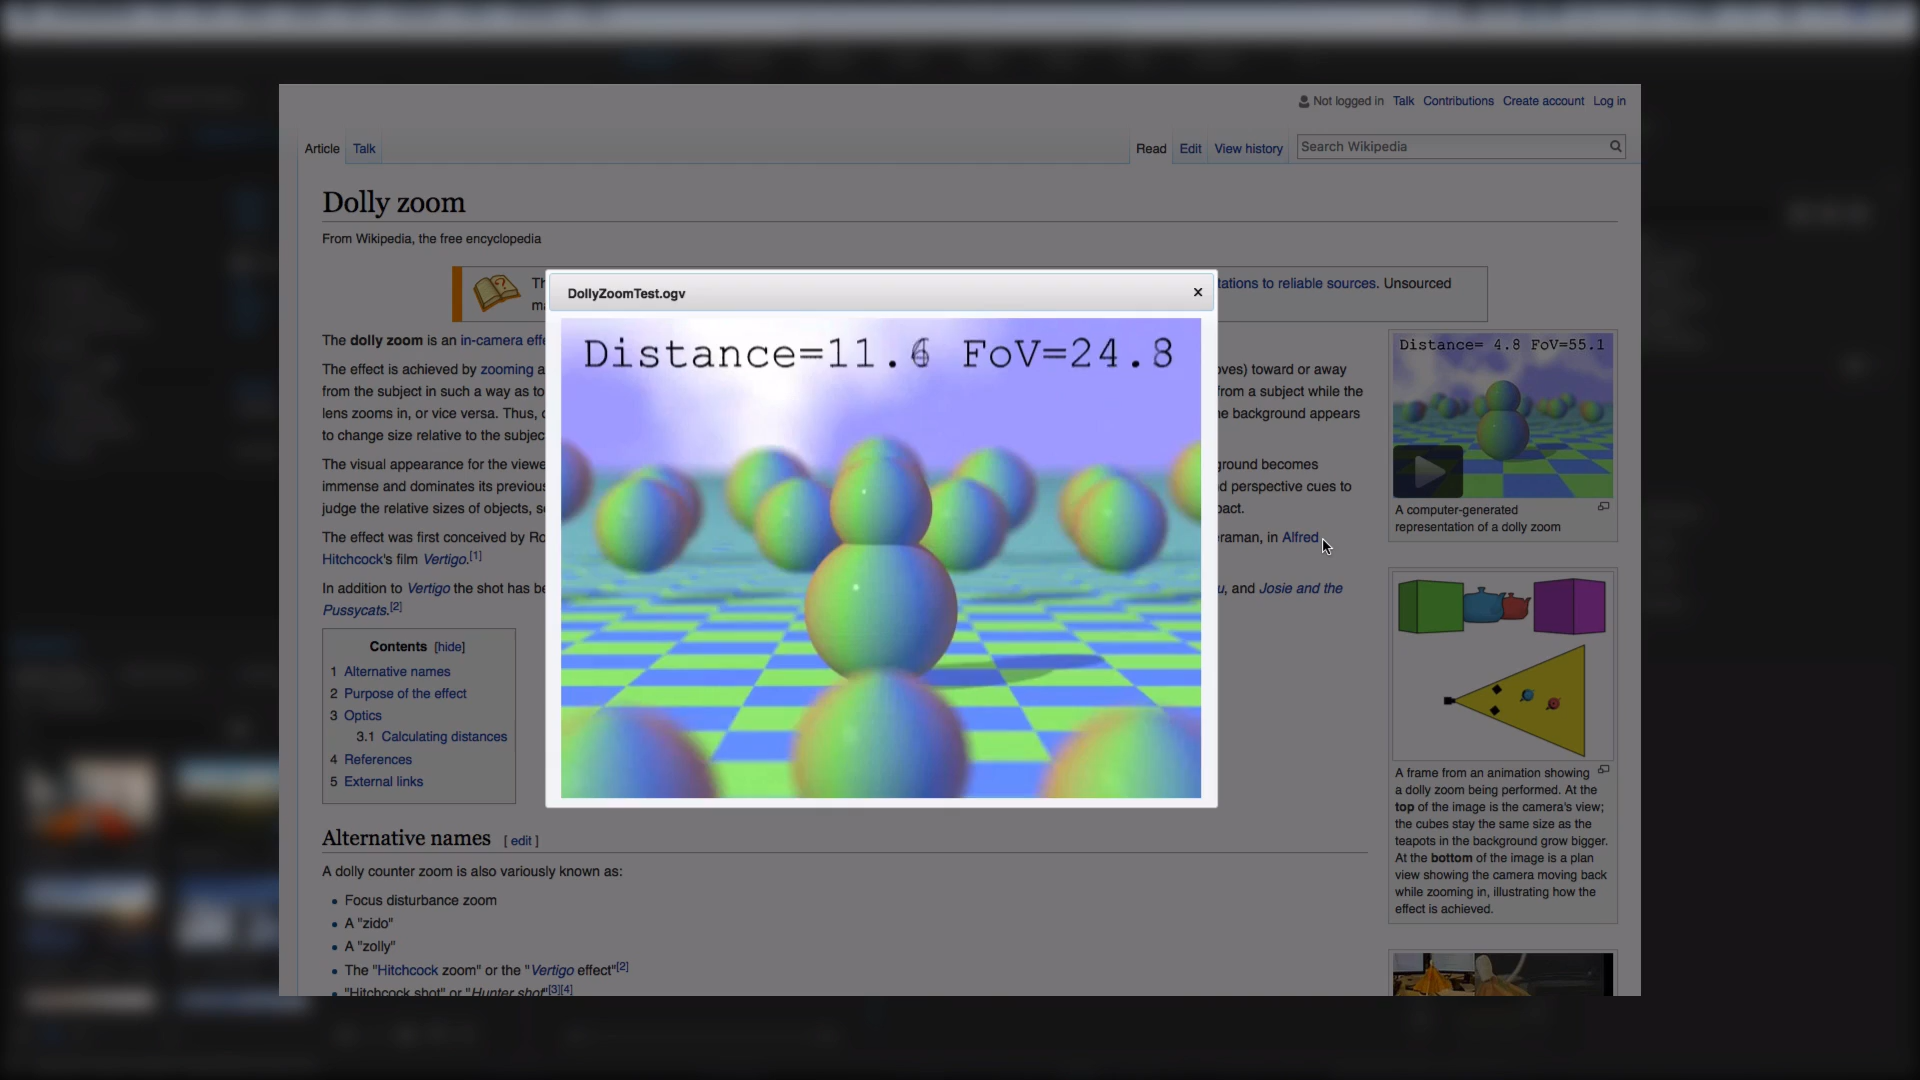 Not logged in Talk Contributions Create account Log in
Article Talk Read Edit View history Search Wikipedia
Dolly zoom
From Wikipedia, the free encyclopedia
tations to reliable sources. Unsourced
DollyZoomTest.ogv
Distance=11.6 FoV=24.8
The dolly zoom is an in-camera
The effect is achieved by zooming a
oves) toward or away
from the subject in such a way as to
from a subject while the
lens zooms in, or vice versa. Thus,
background appears
to change size relative to the subjec
The visual appearance for the viewe
ground becomes
immense and dominates its previous
d perspective cues to
judge the relative sizes of objects,
pact.
The effect was first conceived by Ro
raman, in Alfred
Hitchcock's film Vertigo.[1]
In addition to Vertigo the shot has be
u, and Josie and the
Pussycats.[2]
Contents [hide]
1 Alternative names
2 Purpose of the effect
3 Optics
3.1 Calculating distances
4 References
5 External links
Alternative names [ edit ]
A dolly counter zoom is also variously known as:
Focus disturbance zoom
A "zido"
A "zolly"
The "Hitchcock zoom" or the "Vertigo effect"[2]
"Hitchcock shot" or "Hunter shot"[3][4]
Distance= 4.8 FoV=55.1
A computer-generated
representation of a dolly zoom
A frame from an animation showing
a dolly zoom being performed. At the
top of the image is the camera's view;
the cubes stay the same size as the
teapots in the background grow bigger.
At the bottom of the image is a plan
view showing the camera moving back
while zooming in, illustrating how the
effect is achieved.